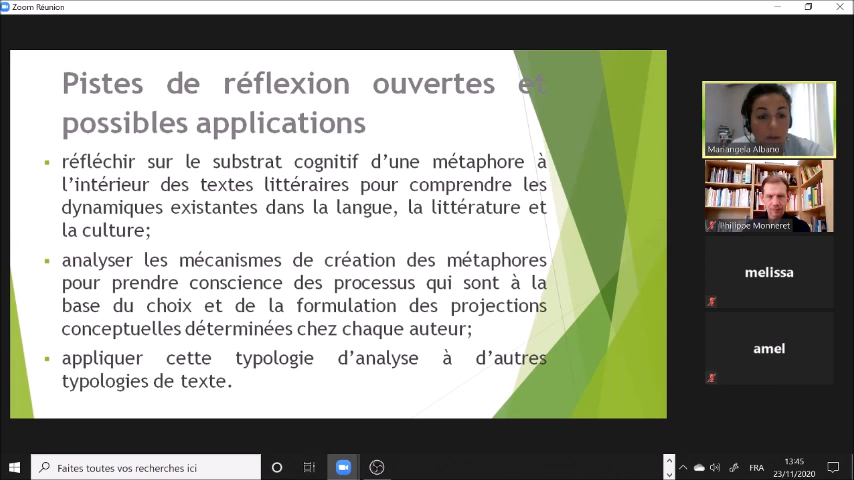 Zoom Réunion
Pistes de réflexion ouvertes et
possibles applications
réfléchir sur le substrat cognitif d'une métaphore à
l'intérieur des textes littéraires pour comprendre les
dynamiques existantes dans la langue, la littérature et
la culture;
analyser les mécanismes de création des métaphores
pour prendre conscience des processus qui sont à la
base du choix et de la formulation des projections
conceptuelles déterminées chez chaque auteur;
appliquer cette typologie d'analyse à d'autres
typologies de texte.
Mariangela Albano
Philippe Monneret
melissa
amel
Faites toutes vos recherches ici
FRA
13:45
23/11/2020